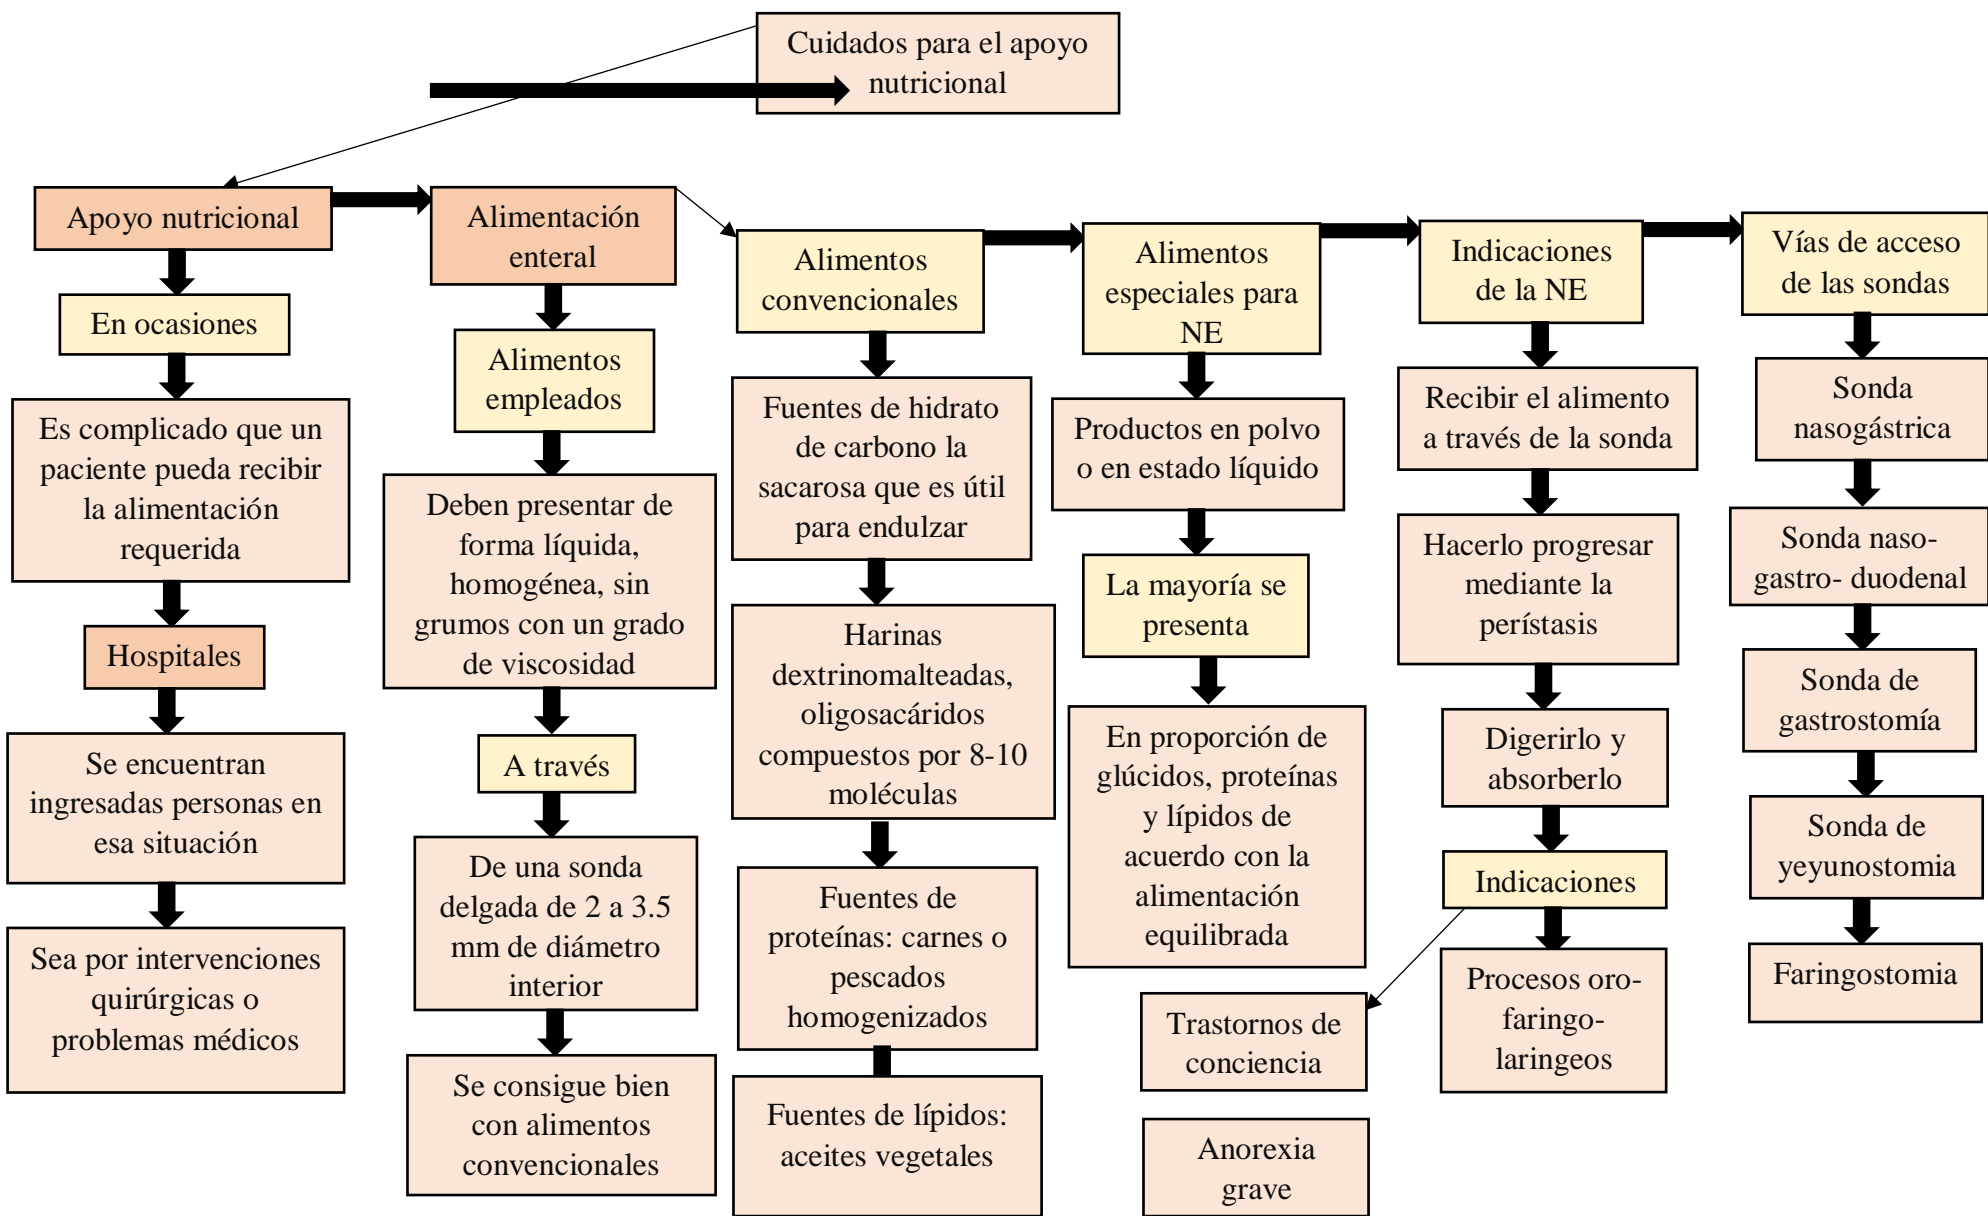 Cuidados para el apoyo
nutricional
Apoyo nutricional
En ocasiones
Es complicado que un
paciente pueda recibir
la alimentación
requerida
Hospitales
Se encuentran
ingresadas personas en
esa situación
Sea por intervenciones
quirúrgicas o
problemas médicos
Alimentación
enteral
Alimentos
empleados
Deben presentar de
forma líquida,
homogénea, sin
grumos con un grado
de viscosidad
A través
De una sonda
delgada de 2 a 3.5
mm de diámetro
interior
Se consigue bien
con alimentos
convencionales
Alimentos
convencionales
Fuentes de hidrato
de carbono la
sacarosa que es útil
para endulzar
Harinas
dextrinomalteadas,
oligosacáridos
compuestos por 8-10
moléculas
Fuentes de
proteínas: carnes o
pescados
homogenizados
Fuentes de lípidos:
aceites vegetales
Alimentos
especiales para
NE
Productos en polvo
o en estado líquido
La mayoría se
presenta
En proporción de
glúcidos, proteínas
y lípidos de
acuerdo con la
alimentación
equilibrada
Indicaciones
de la NE
Recibir el alimento
a través de la sonda
Hacerlo progresar
mediante la
perístasis
Digerirlo y
absorberlo
Indicaciones
Trastornos de
conciencia
Anorexia
grave
Procesos oro-
faringo-
laringeos
Vías de acceso
de las sondas
Sonda
nasogástrica
Sonda naso-
gastro- duodenal
Sonda de
gastrostomía
Sonda de
yeyunostomia
Faringostomia